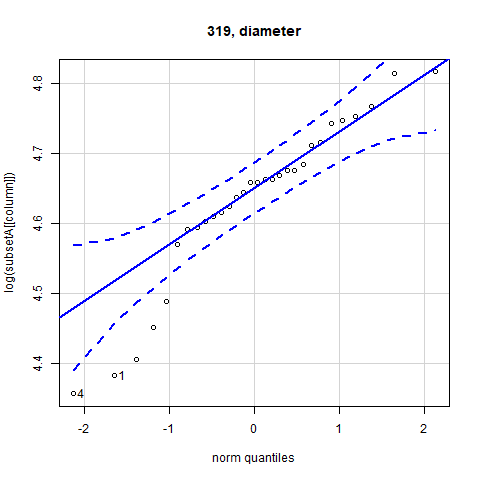 319, diameter
log(subsetA[[column]])
4.8
4.7
4.6
4.5
4.4
4
1
-2 -1 0 1 2
norm quantiles